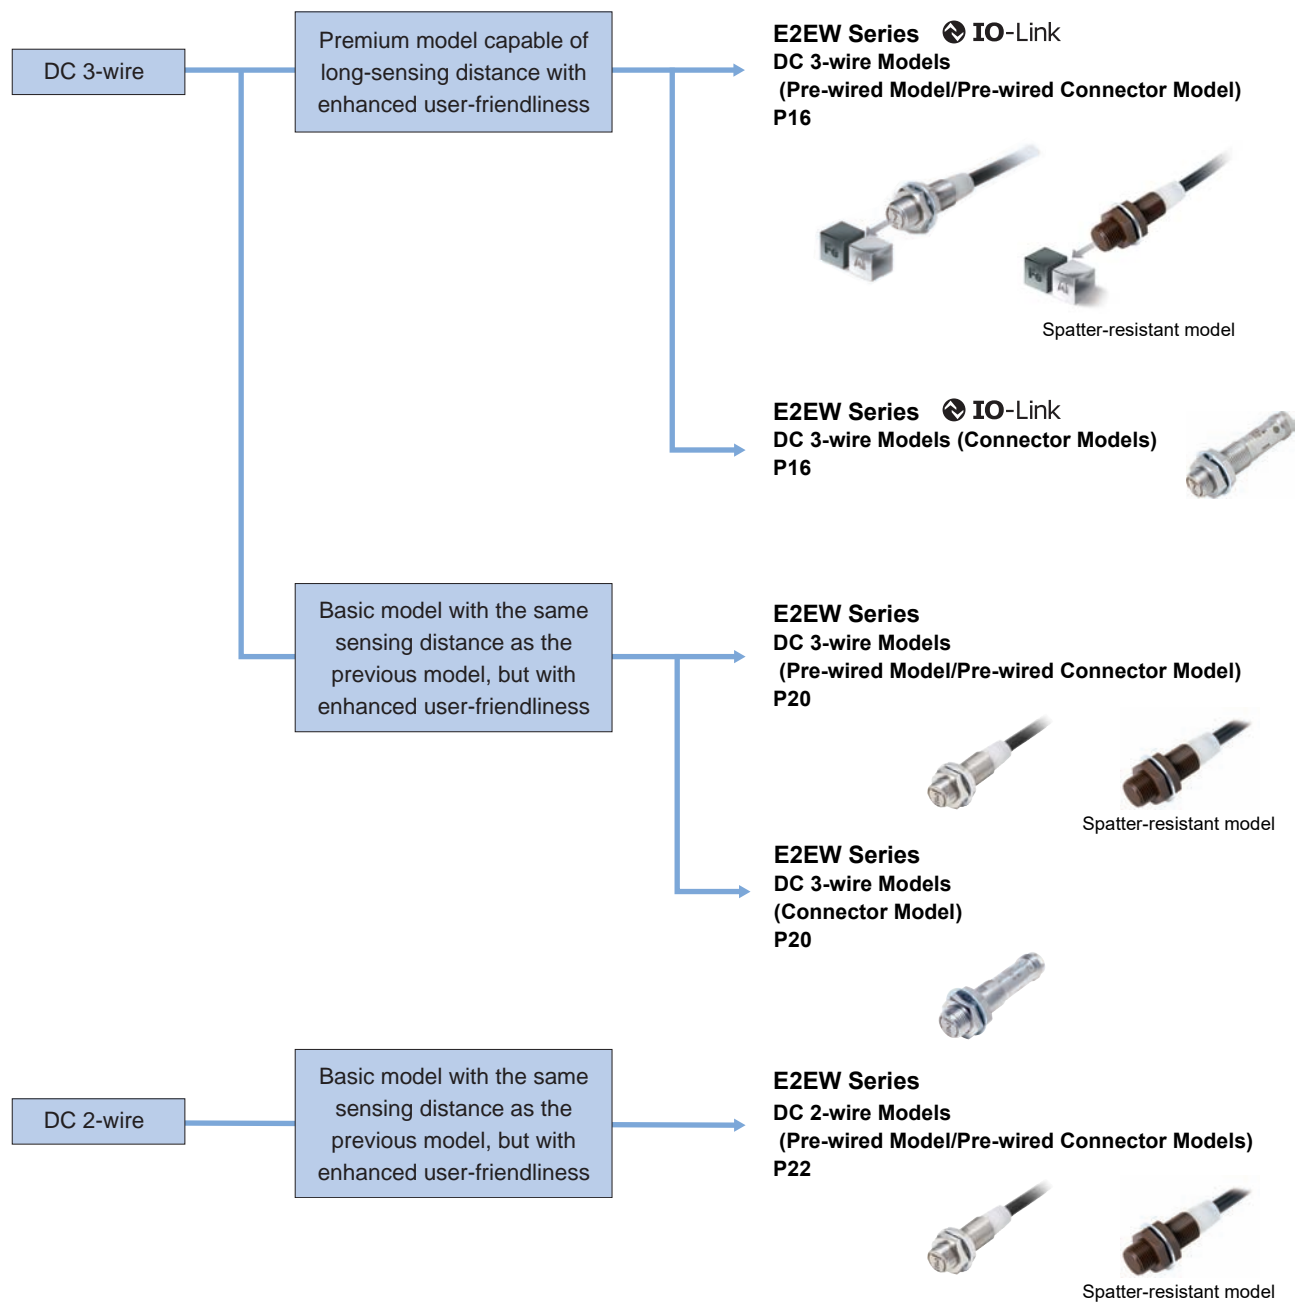 DC 3-wire
Premium model capable of
long-sensing distance with
enhanced user-friendliness
E2EW Series IO-Link
DC 3-wire Models
(Pre-wired Model/Pre-wired Connector Model)
P16
Fe
Al
Fe
Al
Spatter-resistant model
E2EW Series IO-Link
DC 3-wire Models (Connector Models)
P16
Basic model with the same
sensing distance as the
previous model, but with
enhanced user-friendliness
E2EW Series
DC 3-wire Models
(Pre-wired Model/Pre-wired Connector Model)
P20
Spatter-resistant model
E2EW Series
DC 3-wire Models
(Connector Model)
P20
DC 2-wire
Basic model with the same
sensing distance as the
previous model, but with
enhanced user-friendliness
E2EW Series
DC 2-wire Models
(Pre-wired Model/Pre-wired Connector Models)
P22
Spatter-resistant model